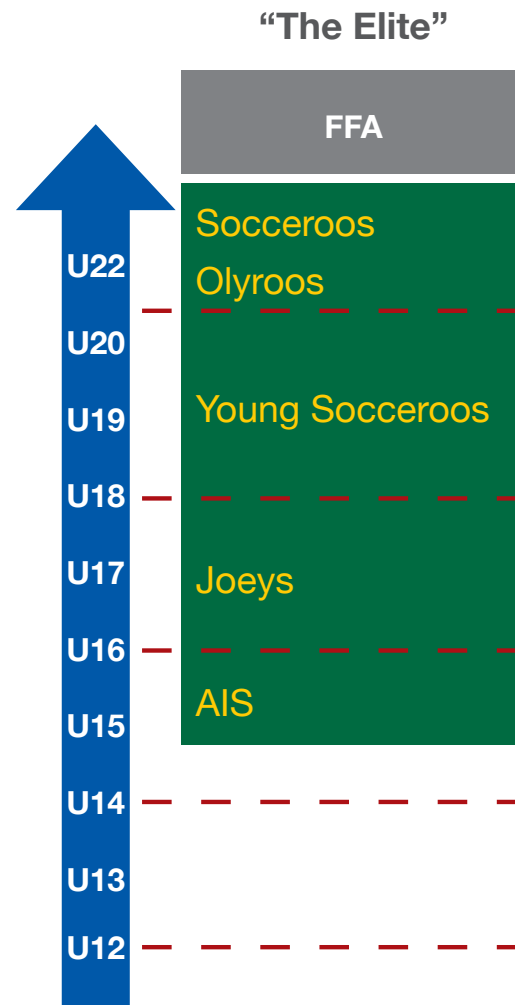 “The Elite”
FFA
Socceroos
U22
Olyroos
U20
U19
Young Socceroos
U18
U17
Joeys
U16
AIS
U15
U14
U13
U12